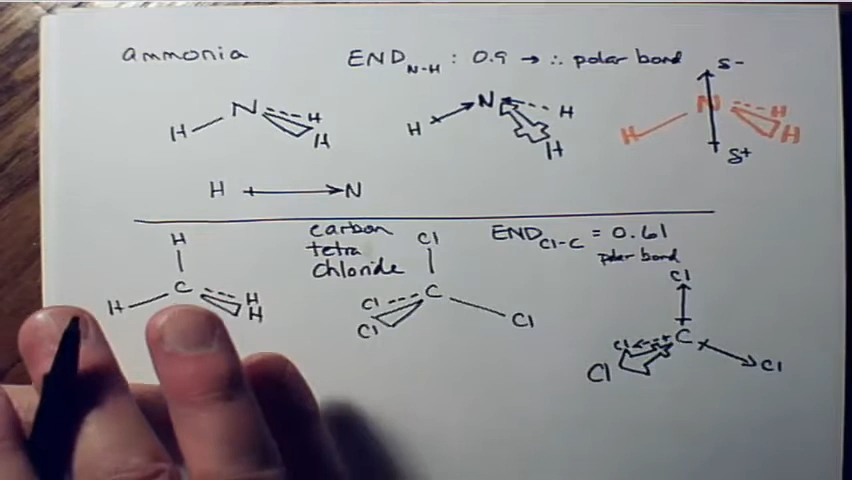 ammonia
END N-H : 0.9 → ∴ polar bond
δ-
H N H H
H N H H
H N H H
δ+
H ⟶ N
carbon
tetra
chloride
END Cl-C = 0.61
polar bond
H
H C H H
Cl
Cl C
Cl Cl
Cl
Cl C
Cl Cl